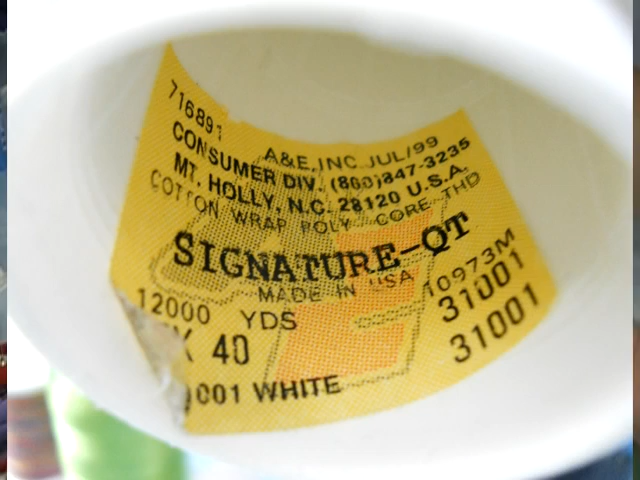 716891
A&E, INC JUL/99
CONSUMER DIV. (800)847-3235
MT. HOLLY, N.C. 28120 U.S.A.
COTTON WRAP POLY CORE THD
SIGNATURE-QT
MADE IN USA 10973M
12000 YDS 31001
40 31001
001 WHITE